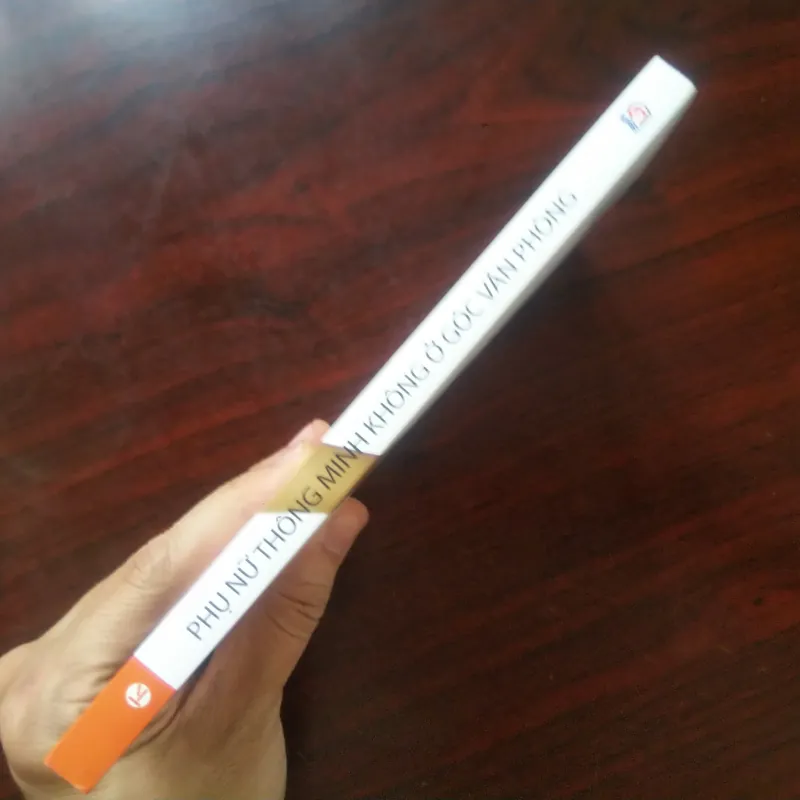 PHỤ NỮ THÔNG MINH KHÔNG Ở GÓC VĂN PHÒNG